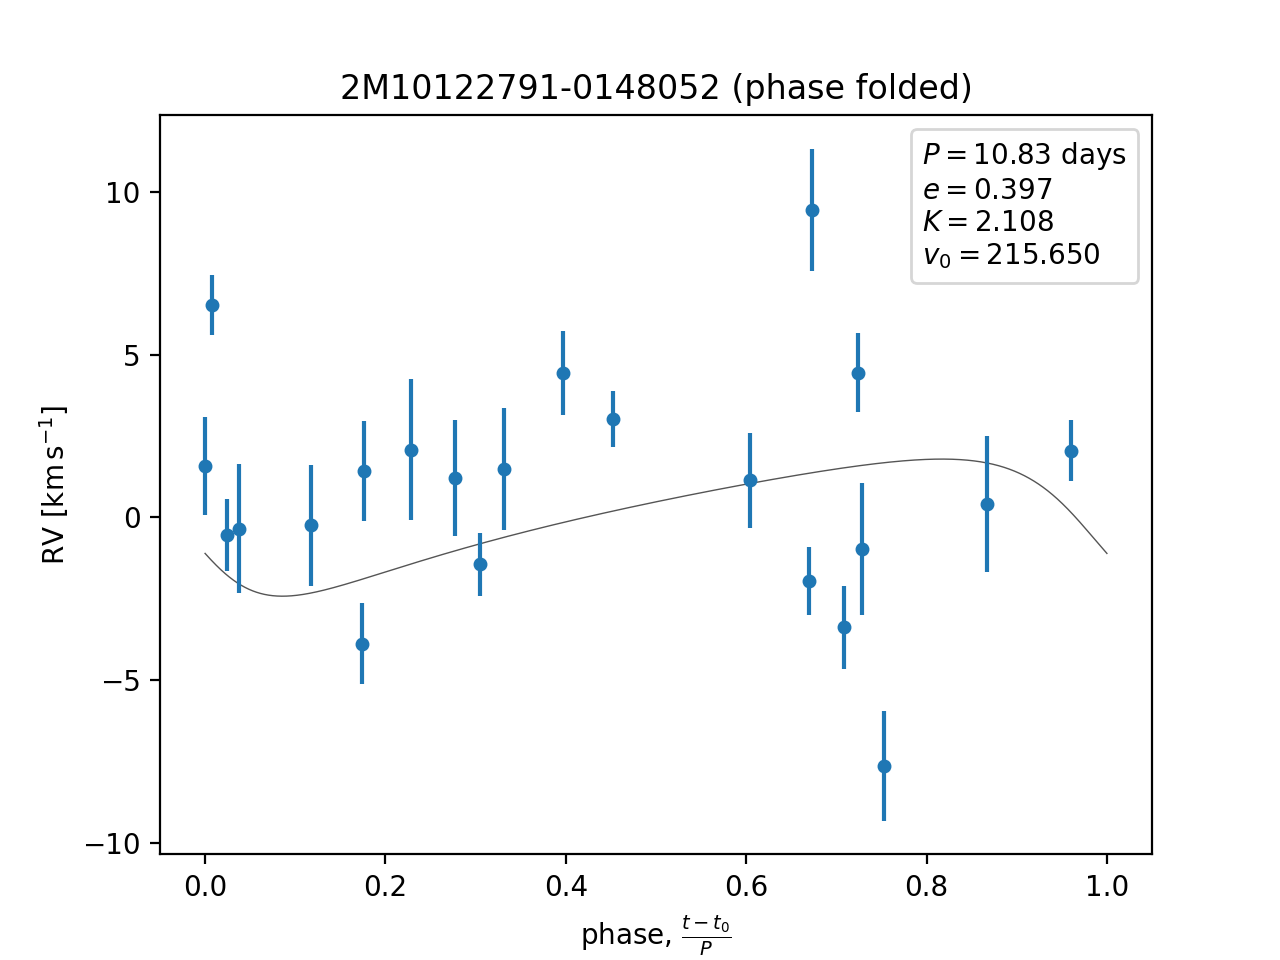 2M10122791-0148052 (phase folded)
P = 10.83 days
e = 0.397
K = 2.108
v₀ = 215.650
10
5
0
−5
−10
RV [km s⁻¹]
0.0 0.2 0.4 0.6 0.8 1.0
phase, (t − t₀)/P